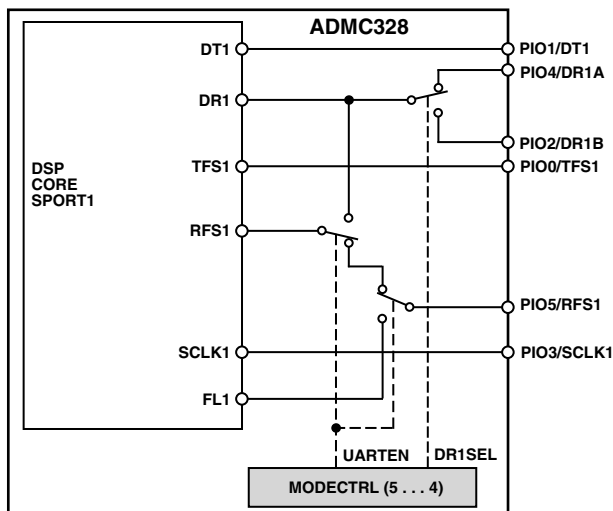 ADMC328
DT1
PIO1/DT1
PIO4/DR1A
DR1
PIO2/DR1B
DSP
CORE
SPORT1
TFS1
PIO0/TFS1
RFS1
PIO5/RFS1
SCLK1
PIO3/SCLK1
FL1
UARTEN
DR1SEL
MODECTRL (5 . . . 4)